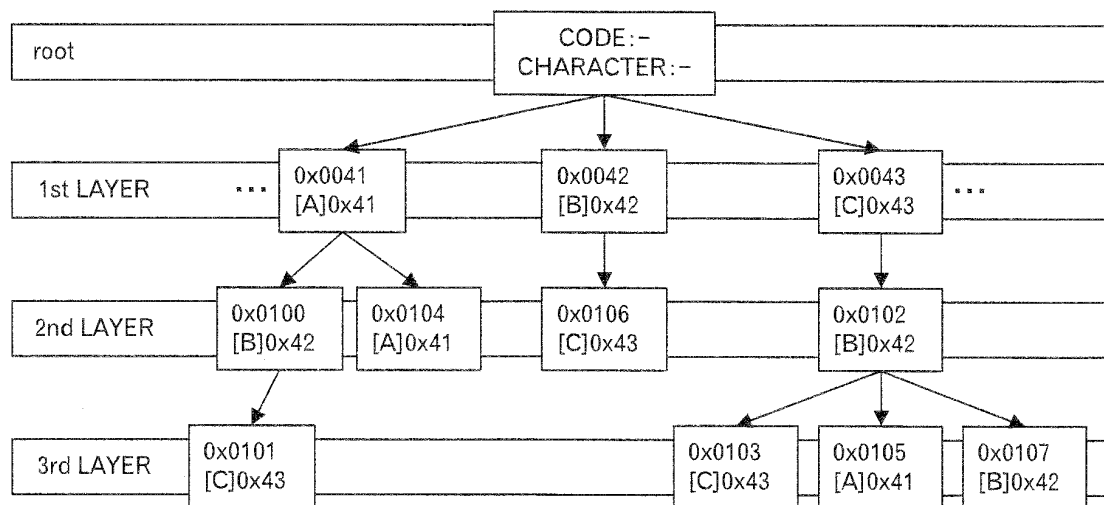 root
CODE:-
CHARACTER:-
1st LAYER
...
0x0041
[A]0x41
0x0042
[B]0x42
0x0043
[C]0x43
...
2nd LAYER
0x0100
[B]0x42
0x0104
[A]0x41
0x0106
[C]0x43
0x0102
[B]0x42
3rd LAYER
0x0101
[C]0x43
0x0103
[C]0x43
0x0105
[A]0x41
0x0107
[B]0x42